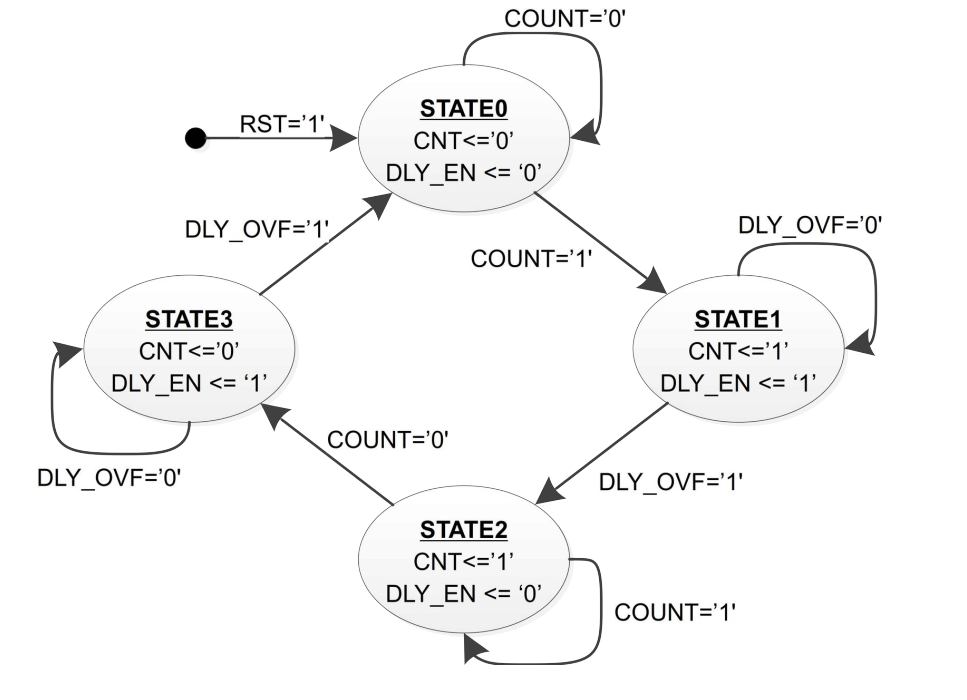 COUNT=’0'
STATE0
CNT<=’0’
DLY_EN <= ‘0’
RST=’1'
DLY_OVF=’1'
COUNT=’1'
DLY_OVF=’0'
STATE3
CNT<=’0’
DLY_EN <= ‘1’
STATE1
CNT<=’1’
DLY_EN <= ‘1’
COUNT=’0'
DLY_OVF=’0'
DLY_OVF=’1'
STATE2
CNT<=’1’
DLY_EN <= ‘0’
COUNT=’1'